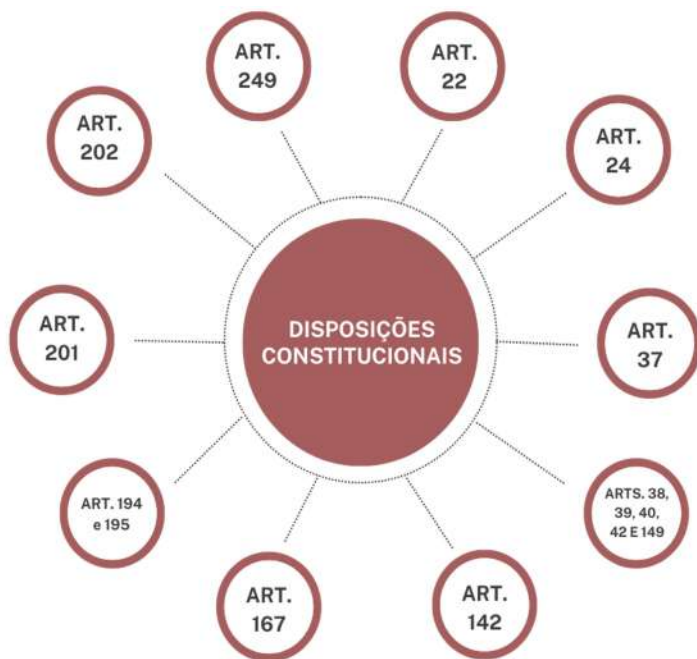 ART.
249
ART.
22
ART.
202
ART.
24
DISPOSIÇÕES
CONSTITUCIONAIS
ART.
201
ART.
37
ART. 194
e 195
ARTS. 38,
39, 40,
42 E 149
ART.
167
ART.
142